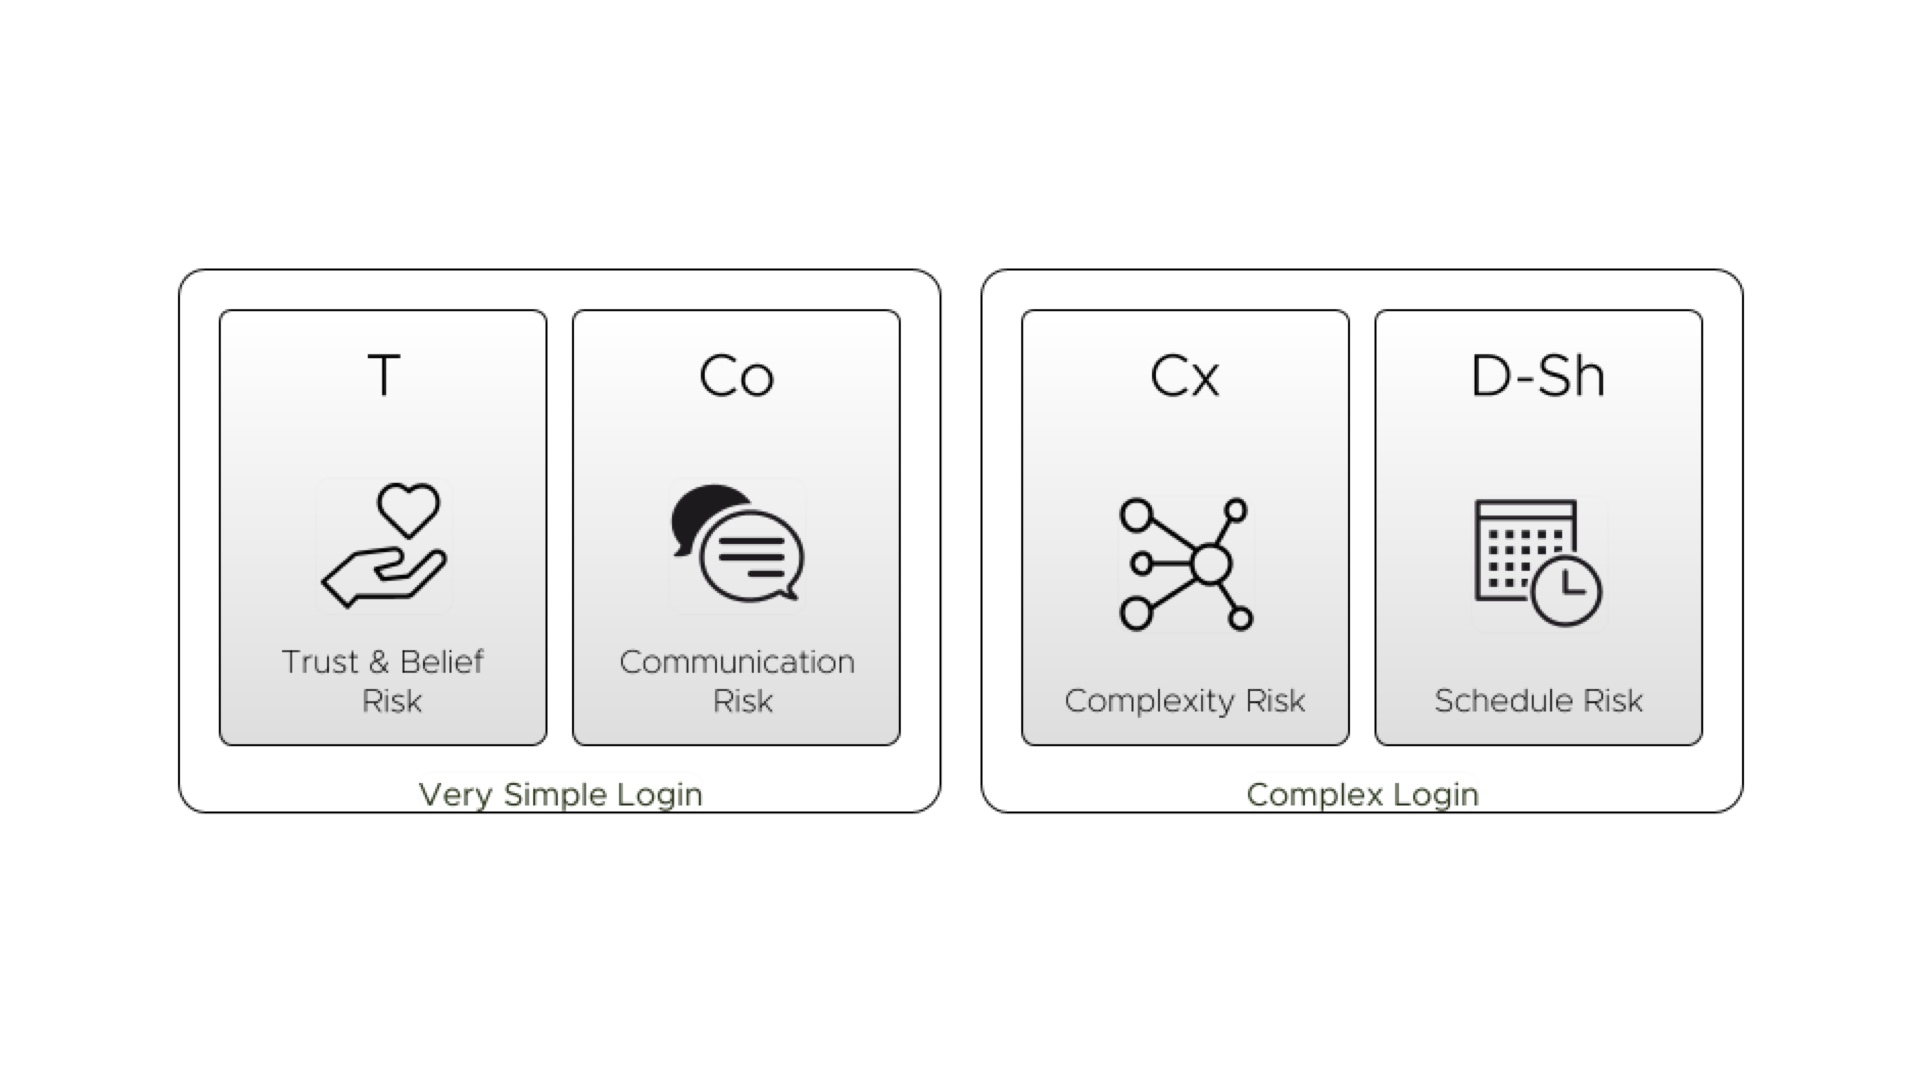 T
Trust & Belief
Risk
Co
Communication
Risk
Very Simple Login
Cx
Complexity Risk
D-Sh
Schedule Risk
Complex Login